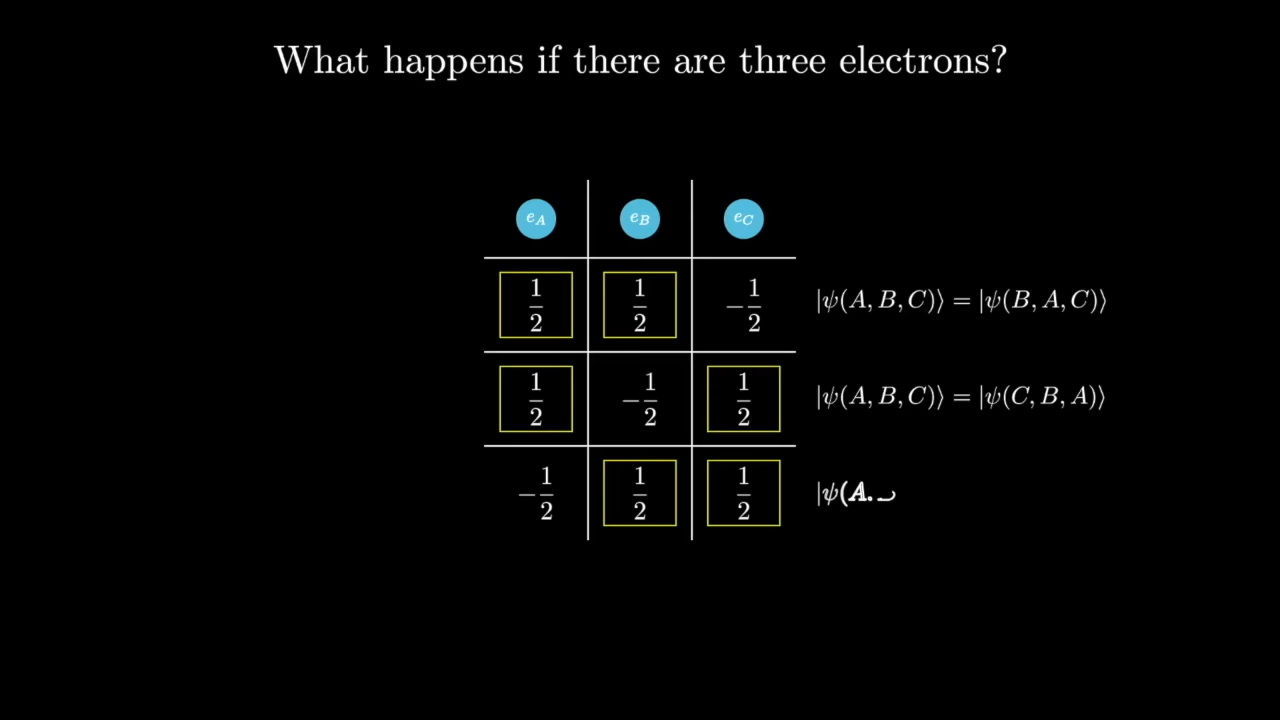 What happens if there are three electrons?
e_A e_B e_C
1/2 1/2 -1/2 |ψ(A, B, C)⟩ = |ψ(B, A, C)⟩
1/2 -1/2 1/2 |ψ(A, B, C)⟩ = |ψ(C, B, A)⟩
-1/2 1/2 1/2 |ψ(A